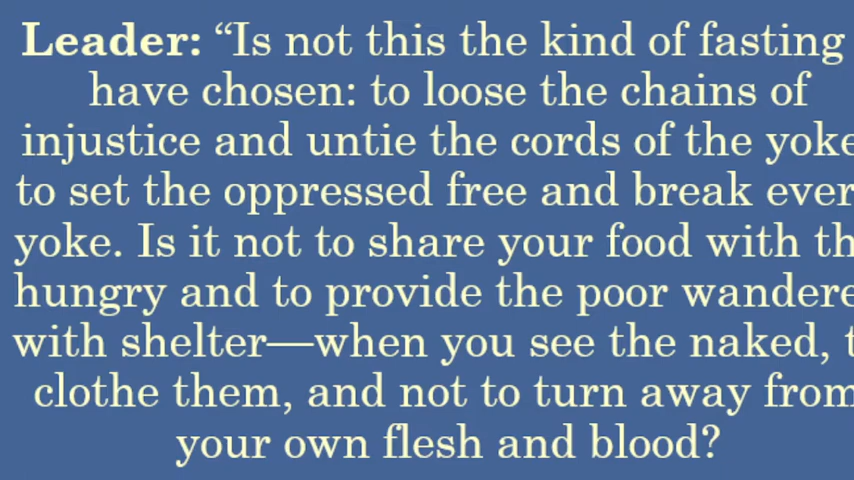 Leader: “Is not this the kind of fasting
have chosen: to loose the chains of
injustice and untie the cords of the yoke
to set the oppressed free and break ever
yoke. Is it not to share your food with th
hungry and to provide the poor wandere
with shelter—when you see the naked, t
clothe them, and not to turn away from
your own flesh and blood?